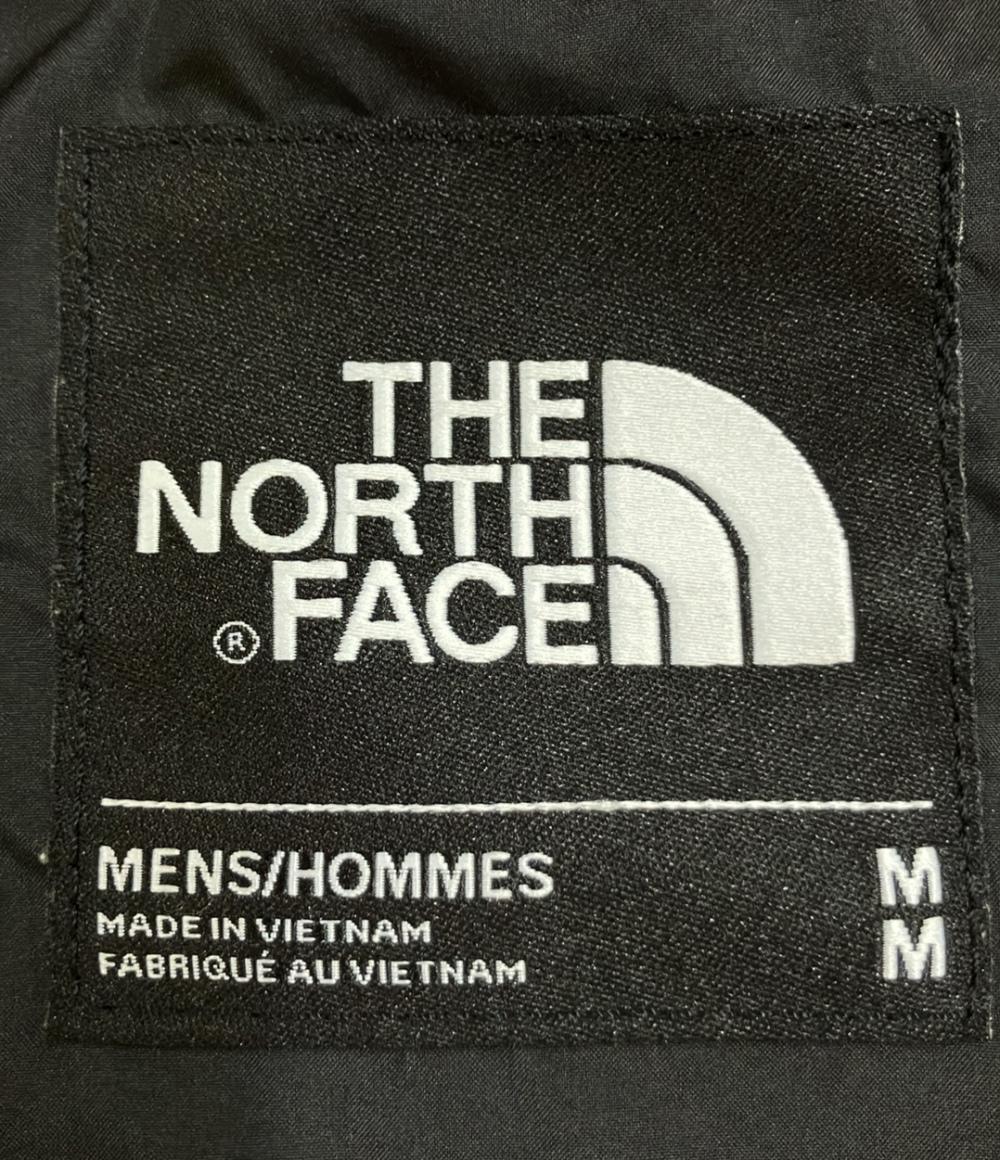 THE
NORTH
® FACE
MENS/HOMMES M
MADE IN VIETNAM M
FABRIQUÉ AU VIETNAM